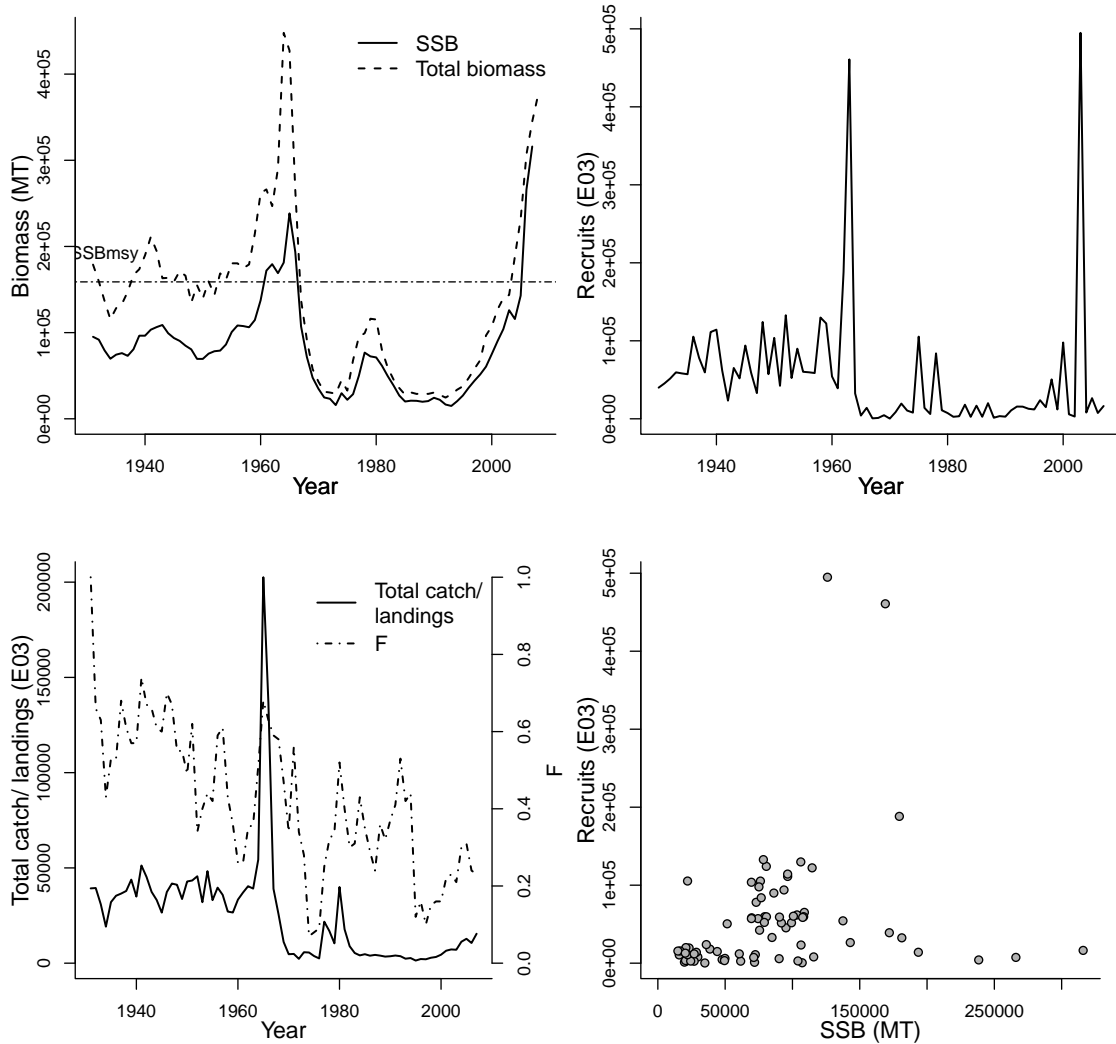 SSB
Total biomass
Biomass (MT)
0e+00
1e+05
2e+05
3e+05
4e+05
SSBmsy
1940
1960
1980
2000
Year
Recruits (E03)
0e+00
1e+05
2e+05
3e+05
4e+05
5e+05
1940
1960
1980
2000
Year
Total catch/
landings
F
Total catch/ landings (E03)
0
50000
100000
150000
200000
0.0
0.2
0.4
0.6
0.8
1.0
F
1940
1960
1980
2000
Year
Recruits (E03)
0e+00
1e+05
2e+05
3e+05
4e+05
5e+05
0
50000
150000
250000
SSB (MT)